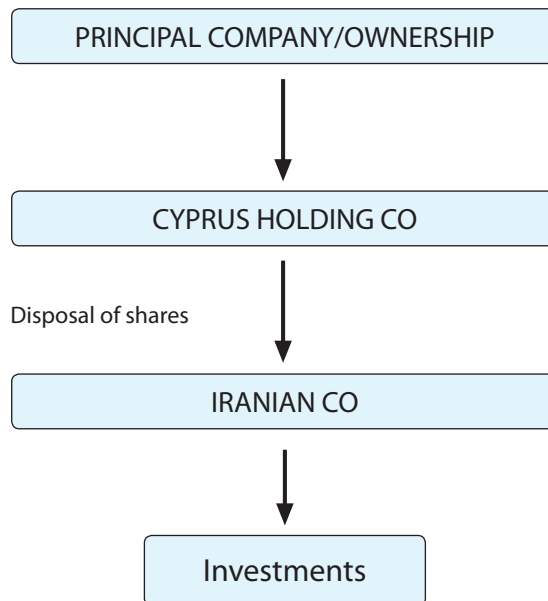 PRINCIPAL COMPANY/OWNERSHIP
CYPRUS HOLDING CO
Disposal of shares
IRANIAN CO
Investments